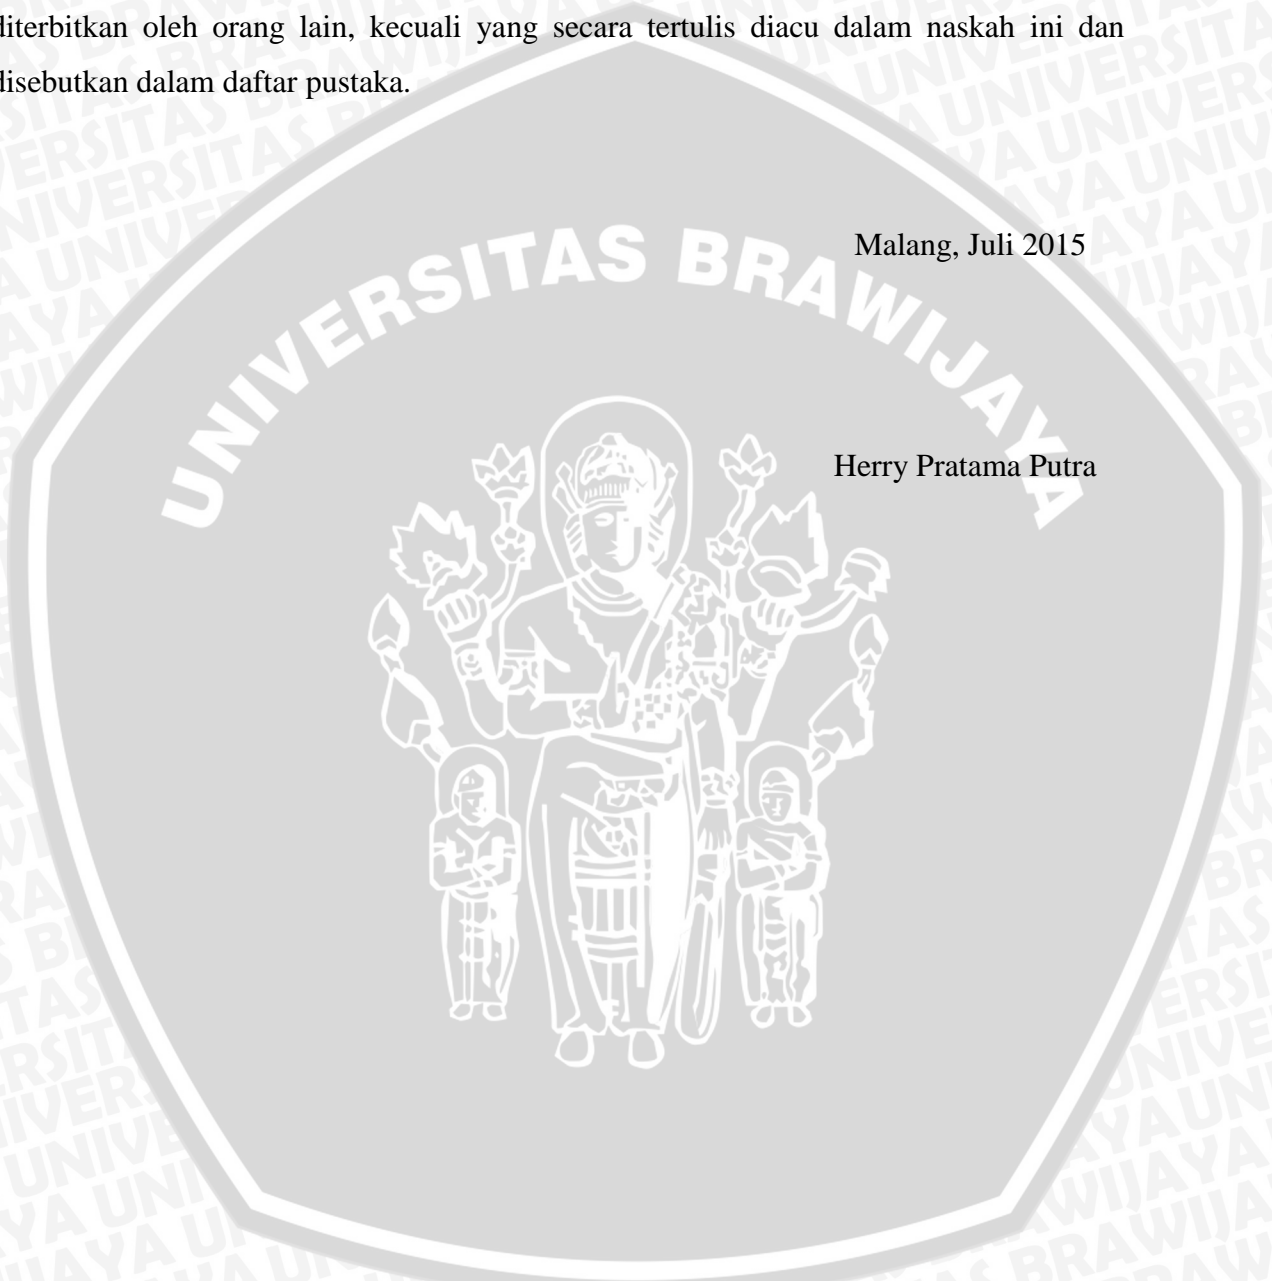 diterbitkan oleh orang lain, kecuali yang secara tertulis diacu dalam naskah ini dan
disebutkan dalam daftar pustaka.
Malang, Juli 2015
UNIVERSITAS BRAWIJAYA
Herry Pratama Putra